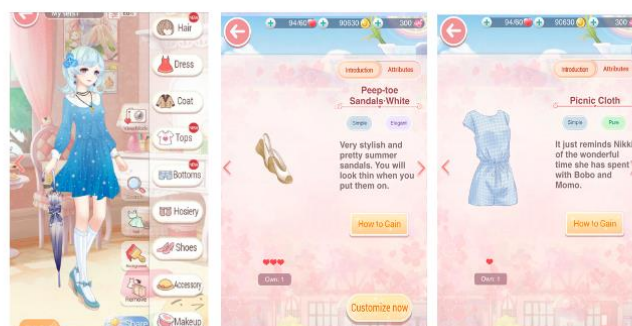 My sets
Hair
Dress
Coat
Tops
Bottoms
Hosiery
Shoes
Accessory
Makeup
94/60
90630
300
Introduction
Attributes
Peep-toe
Sandals·White
Simple
Elegant
Very stylish and
pretty summer
sandals. You will
look thin when you
put them on.
How to Gain
Own: 1
Customize now
94/60
90630
300
Introduction
Attributes
Picnic Cloth
Simple
Pure
It just reminds Nikki
of the wonderful
time she has spent
with Bobo and
Momo.
How to Gain
Own: 1